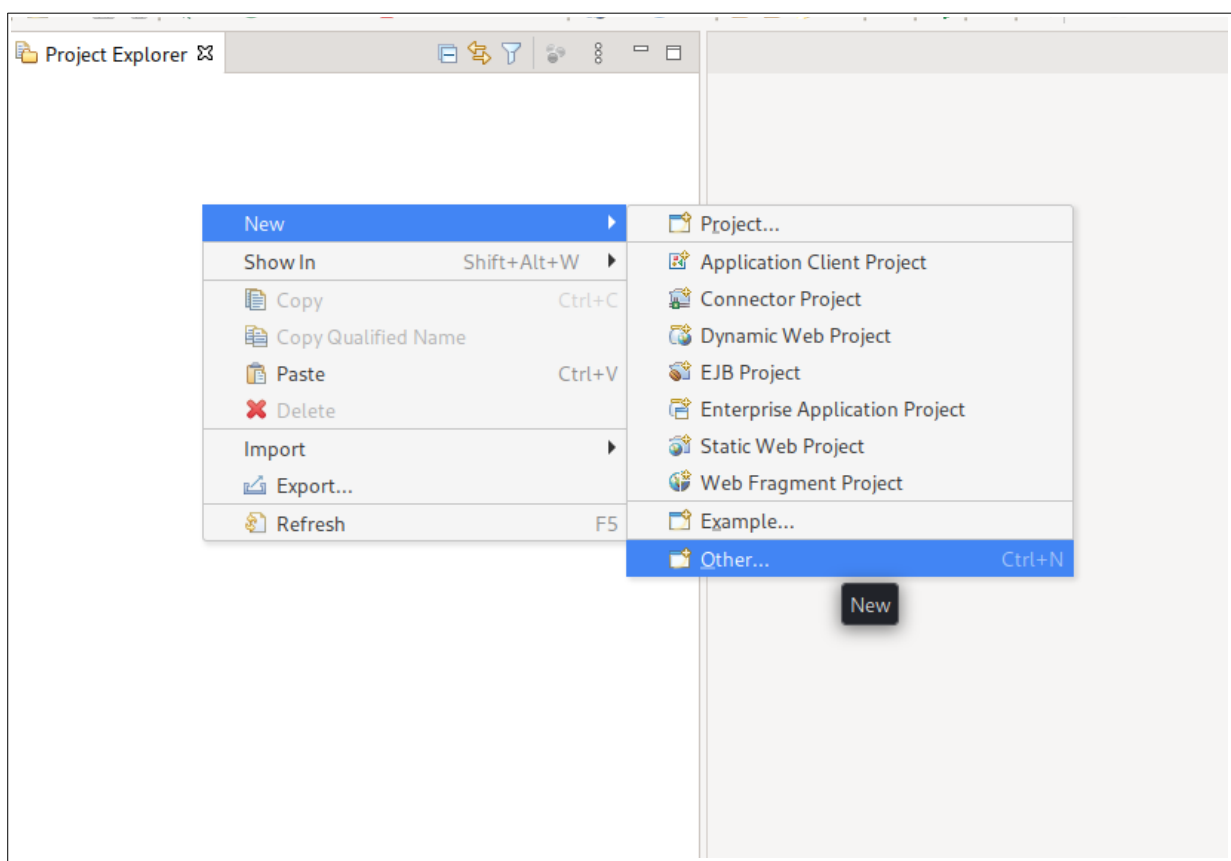 Project Explorer
New
Show In Shift+Alt+W
Copy Ctrl+C
Copy Qualified Name
Paste Ctrl+V
Delete
Import
Export...
Refresh F5
Project...
Application Client Project
Connector Project
Dynamic Web Project
EJB Project
Enterprise Application Project
Static Web Project
Web Fragment Project
Example...
Other... Ctrl+N
New